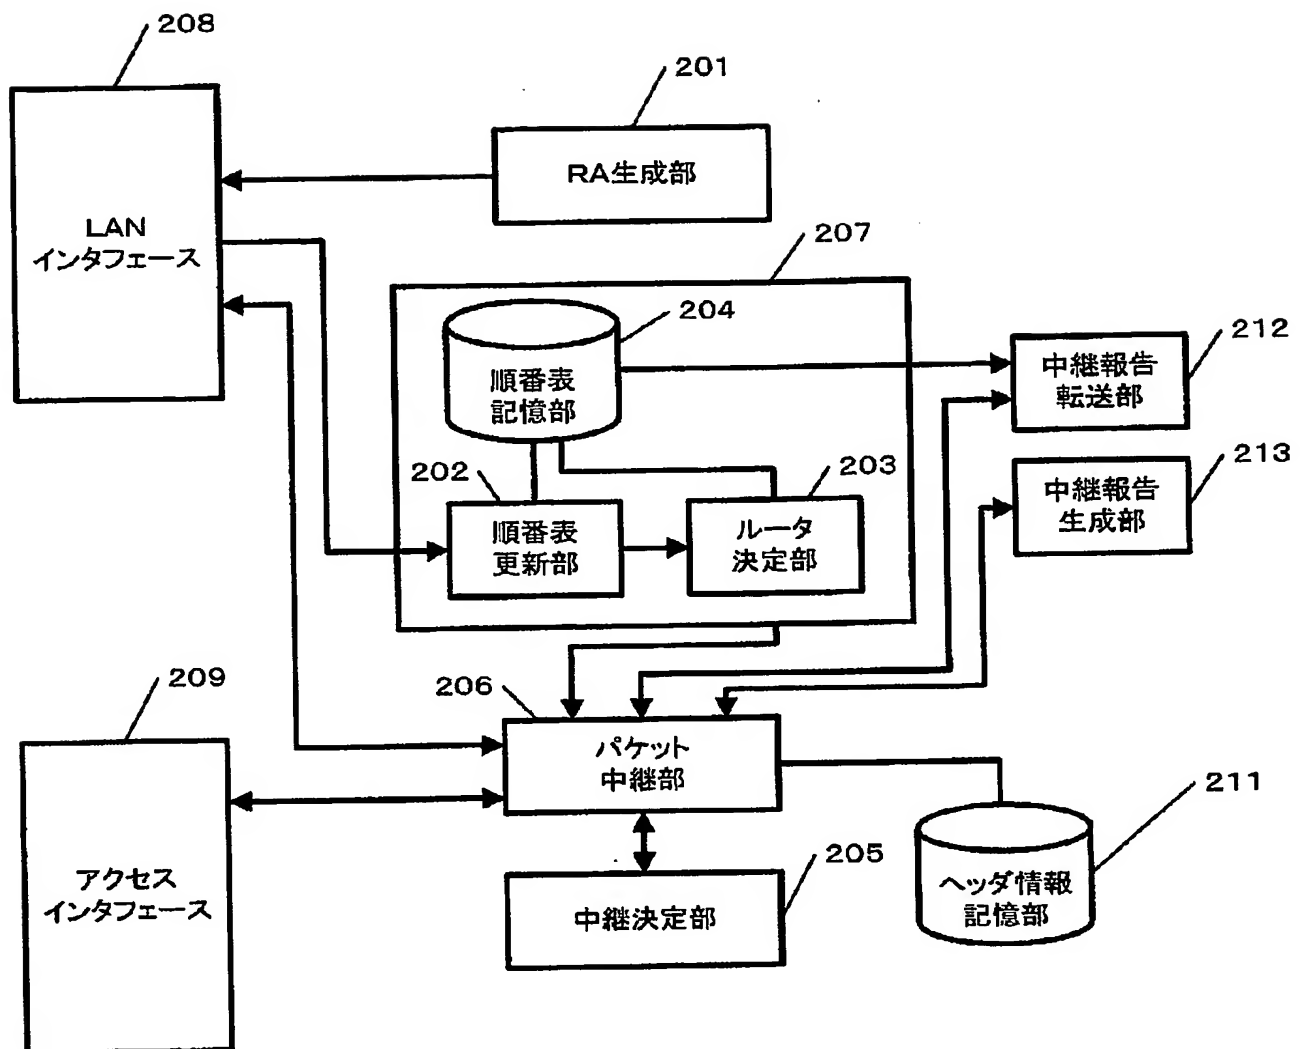 208
201
RA生成部
LAN
インタフェース
207
204
順番表
記憶部
212
中継報告
転送部
202
順番表
更新部
203
ルータ
決定部
213
中継報告
生成部
209
206
パケット
中継部
211
アクセス
インタフェース
205
中継決定部
ヘッダ情報
記憶部